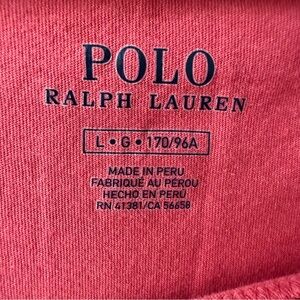 POLO
RALPH LAUREN
L • G • 170/96A
MADE IN PERU
FABRIQUÉ AU PÉROU
HECHO EN PERÚ
RN 41381/CA 56658